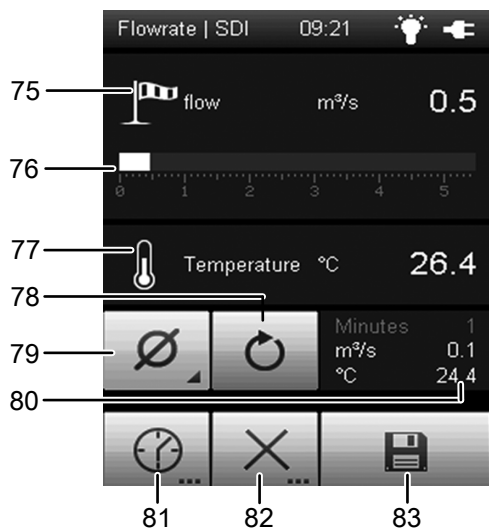 Flowrate | SDI 09:21
75
flow m³/s 0.5
76
0 1 2 3 4 5
77
Temperature °C 26.4
78
79
Minutes 1
m³/s 0.1
80
°C 24.4
81 82 83